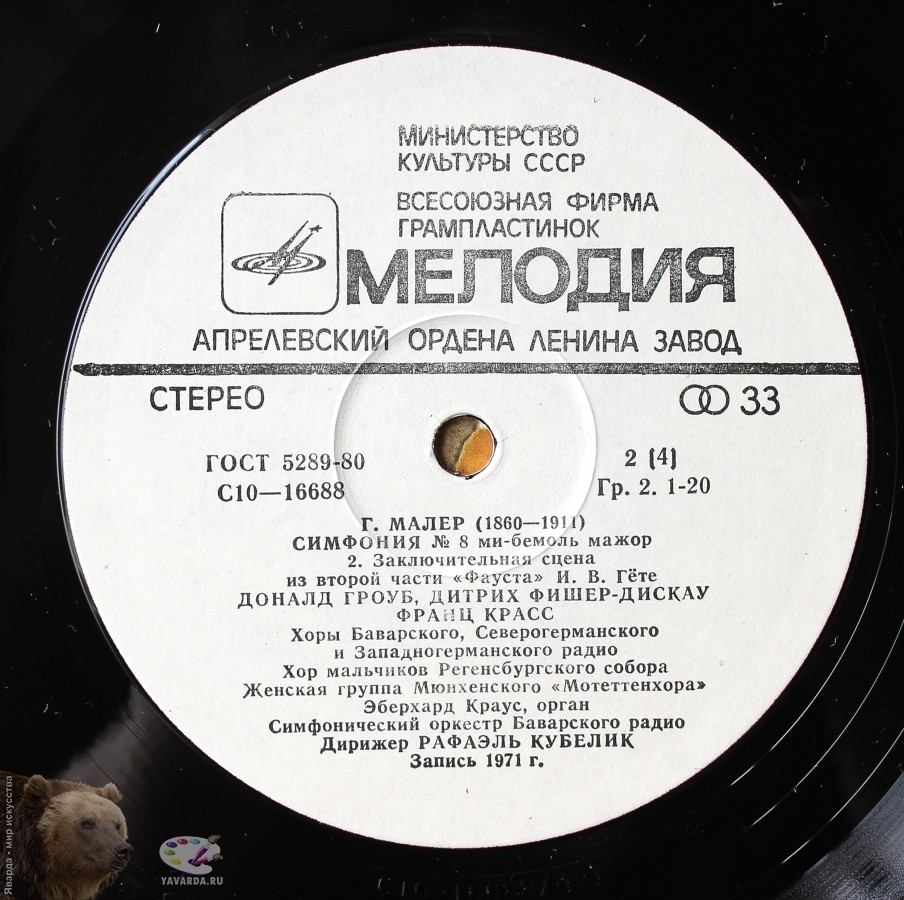 МИНИСТЕРСТВО
КУЛЬТУРЫ СССР
ВСЕСОЮЗНАЯ ФИРМА
ГРАМПЛАСТИНОК
МЕЛОДИЯ
АПРЕЛЕВСКИЙ ОРДЕНА ЛЕНИНА ЗАВОД
СТЕРЕО 33
ГОСТ 5289-80 2 (4)
С10—16688 Гр. 2. 1-20
Г. МАЛЕР (1860—1911)
СИМФОНИЯ № 8 ми-бемоль мажор
2. Заключительная сцена
из второй части «Фауста» И. В. Гёте
ДОНАЛД ГРОУБ, ДИТРИХ ФИШЕР-ДИСКАУ
ФРАНЦ КРАСС
Хоры Баварского, Северогерманского
и Западногерманского радио
Хор мальчиков Регенсбургского собора
Женская группа Мюнхенского «Мотеттенхора»
Эберхард Краус, орган
Симфонический оркестр Баварского радио
Дирижер РАФАЭЛЬ КУБЕЛИК
Запись 1971 г.
Яварда - мир искусства
YAVARDA.RU